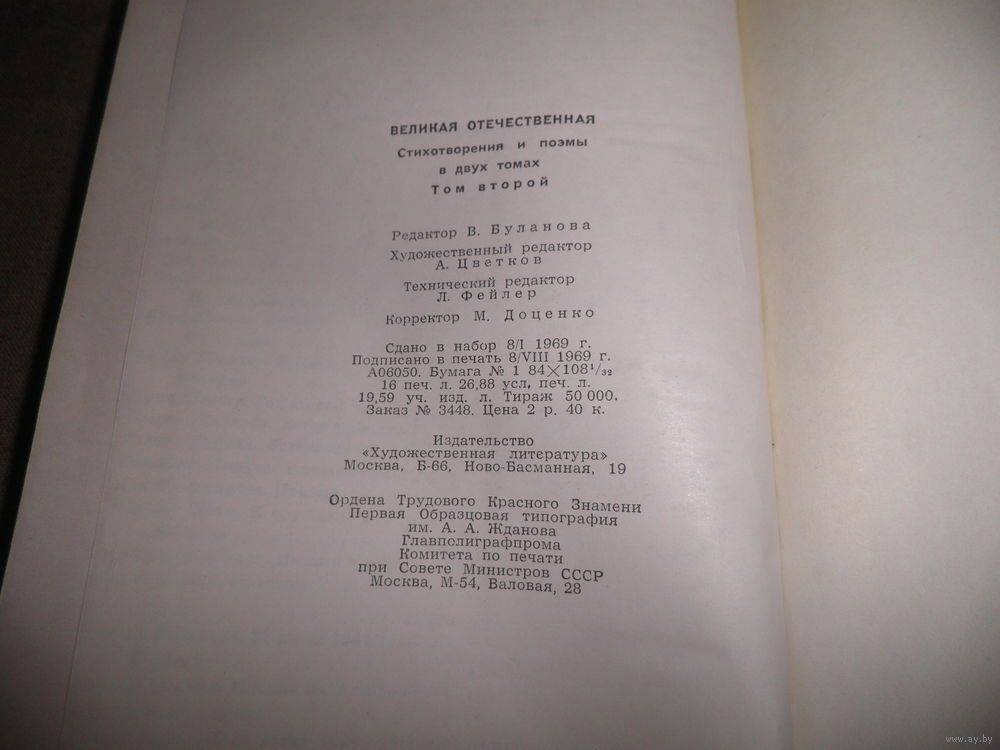 ВЕЛИКАЯ ОТЕЧЕСТВЕННАЯ
Стихотворения и поэмы
в двух томах
Том второй
Редактор В. Буланова
Художественный редактор
А. Цветков
Технический редактор
Л. Фейлер
Корректор М. Доценко
Сдано в набор 8/I 1969 г.
Подписано в печать 8/VIII 1969 г.
А06050. Бумага № 1 84×108¹/₃₂
16 печ. л. 26,88 усл. печ. л.
19,59 уч. изд. л. Тираж 50 000.
Заказ № 3448. Цена 2 р. 40 к.
Издательство
«Художественная литература»
Москва, Б-66, Ново-Басманная, 19
Ордена Трудового Красного Знамени
Первая Образцовая типография
им. А. А. Жданова
Главполиграфпрома
Комитета по печати
при Совете Министров СССР
Москва, М-54, Валовая, 28
www.ay.by